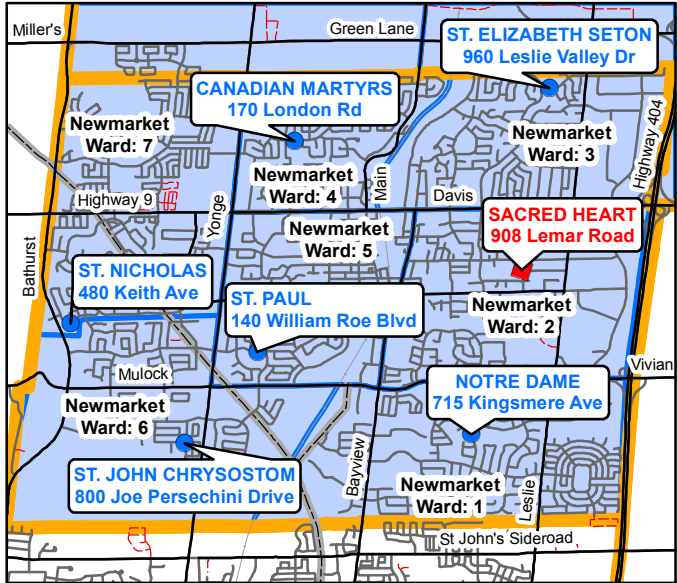 Miller's
Green Lane
ST. ELIZABETH SETON
960 Leslie Valley Dr
CANADIAN MARTYRS
170 London Rd
Highway 404
Newmarket
Ward: 7
Newmarket
Ward: 3
Newmarket
Ward: 4
Main
Davis
Highway 9
Yonge
SACRED HEART
908 Lemar Road
Newmarket
Ward: 5
Bathurst
ST. NICHOLAS
480 Keith Ave
ST. PAUL
140 William Roe Blvd
Newmarket
Ward: 2
Mulock
Vivian
NOTRE DAME
715 Kingsmere Ave
Newmarket
Ward: 6
ST. JOHN CHRYSOSTOM
800 Joe Persechini Drive
Bayview
Newmarket
Ward: 1
Leslie
St John's Sideroad